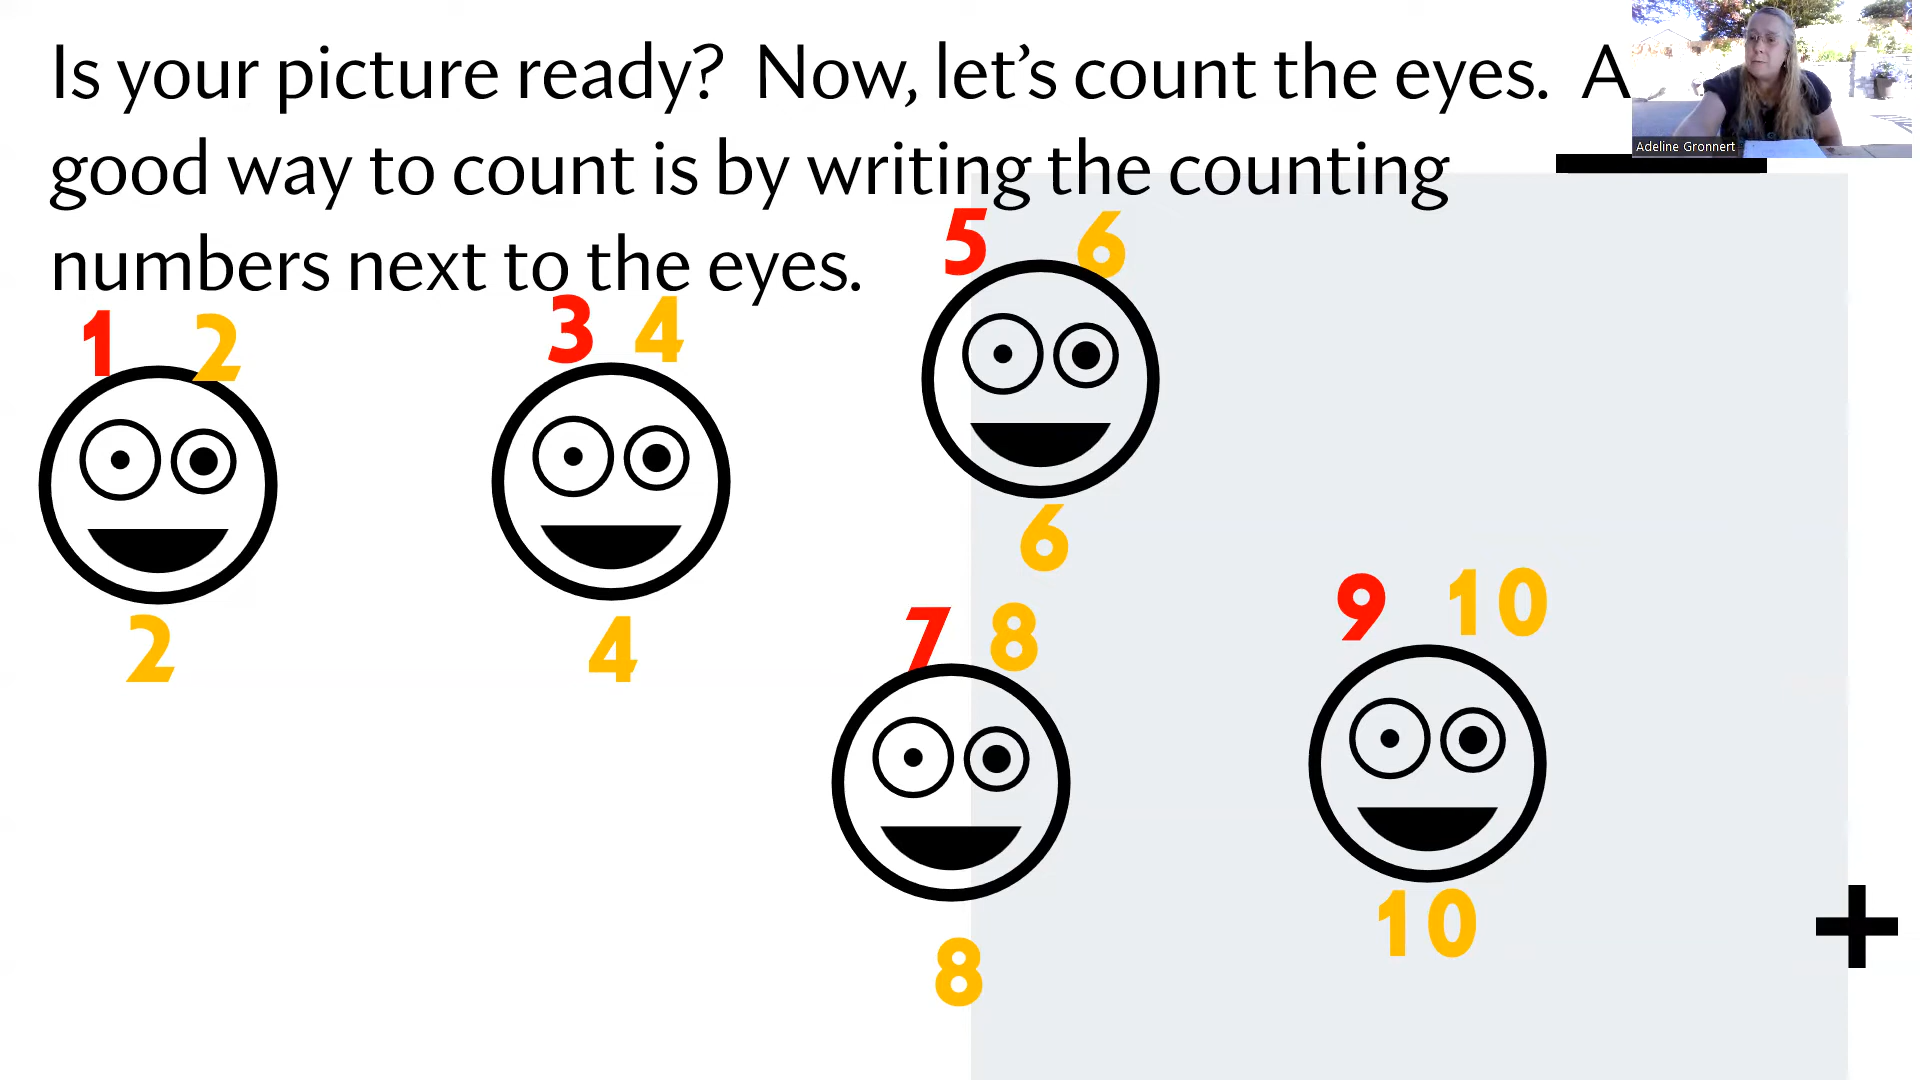 Is your picture ready? Now, let’s count the eyes. A
good way to count is by writing the counting
numbers next to the eyes.
Adeline Gronnert
5 6
1 2
3 4
6
2
4
7 8
9 10
8
10